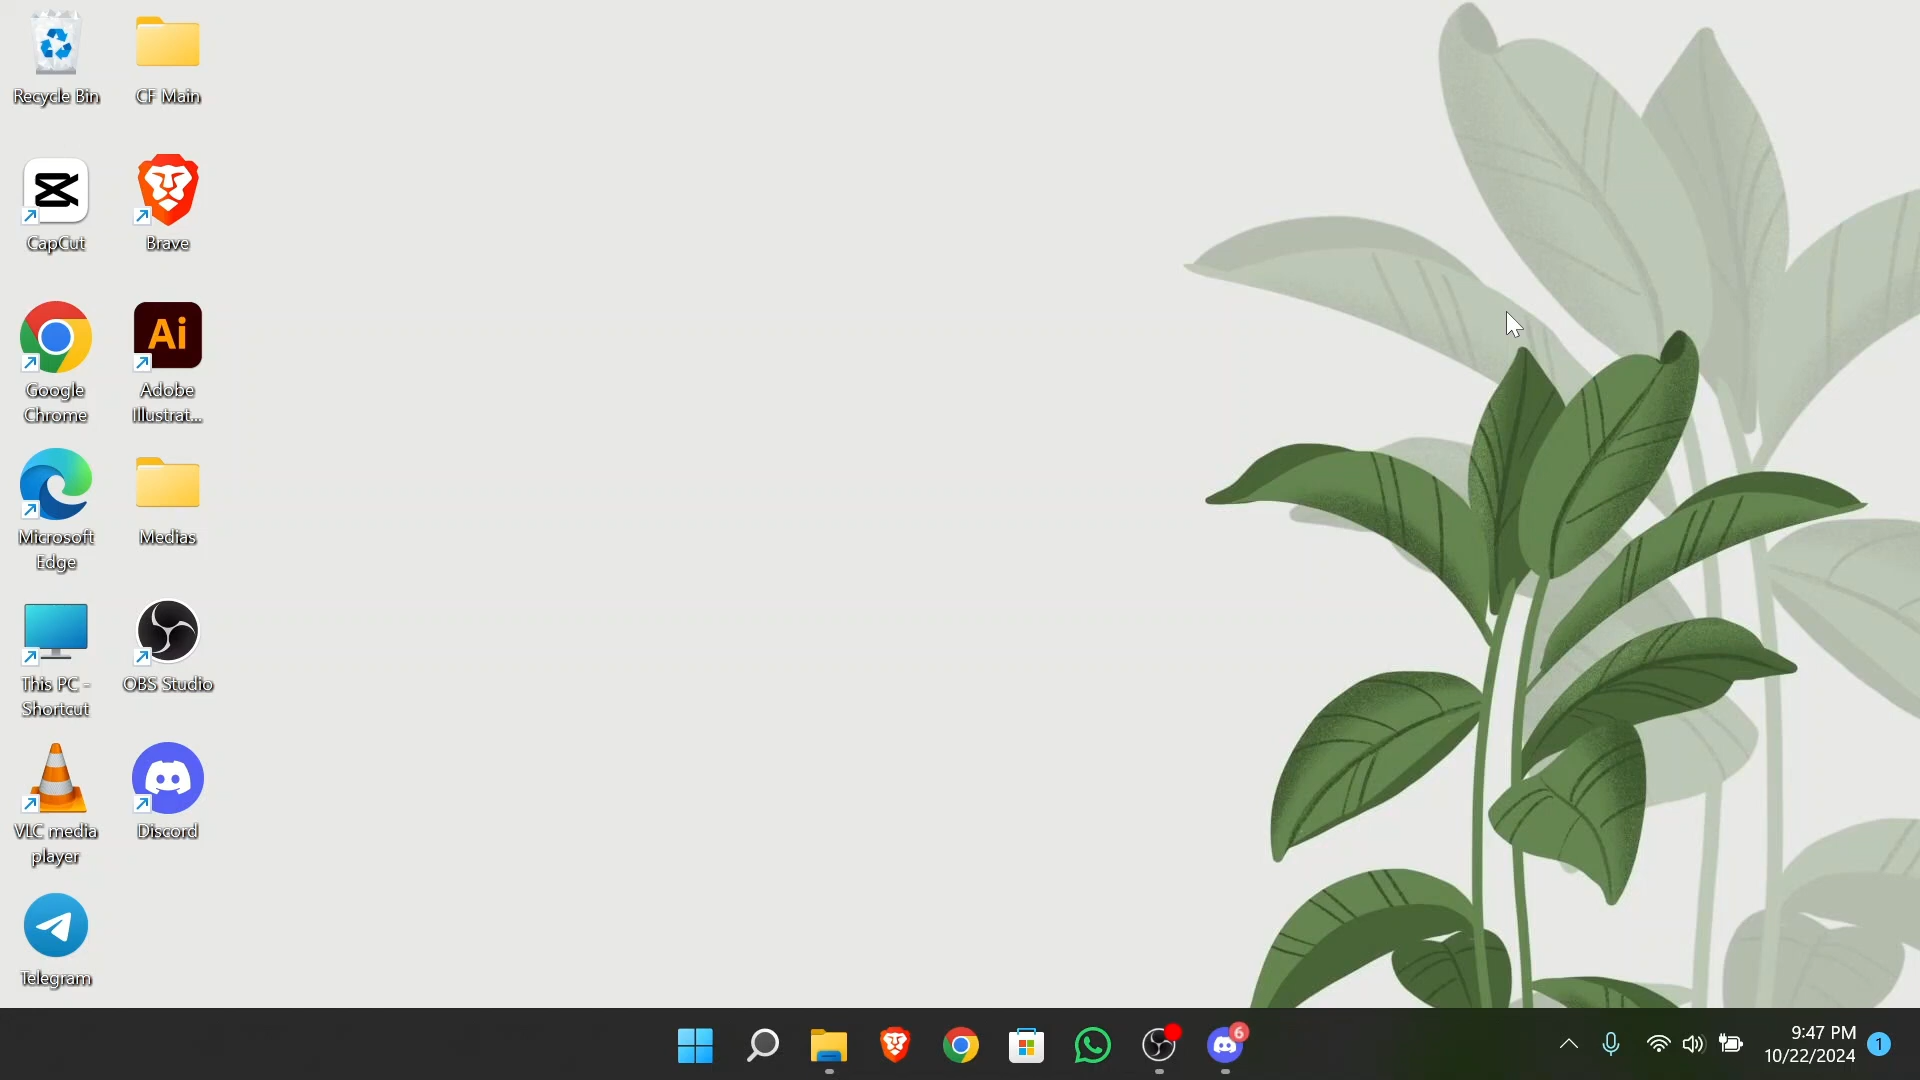 Recycle Bin
CF Main
CapCut
Brave
Google
Chrome
Ai
Adobe
Illustrat...
Microsoft
Edge
Medias
This PC -
Shortcut
OBS Studio
VLC media
player
Discord
Telegram
6
9:47 PM
10/22/2024
1